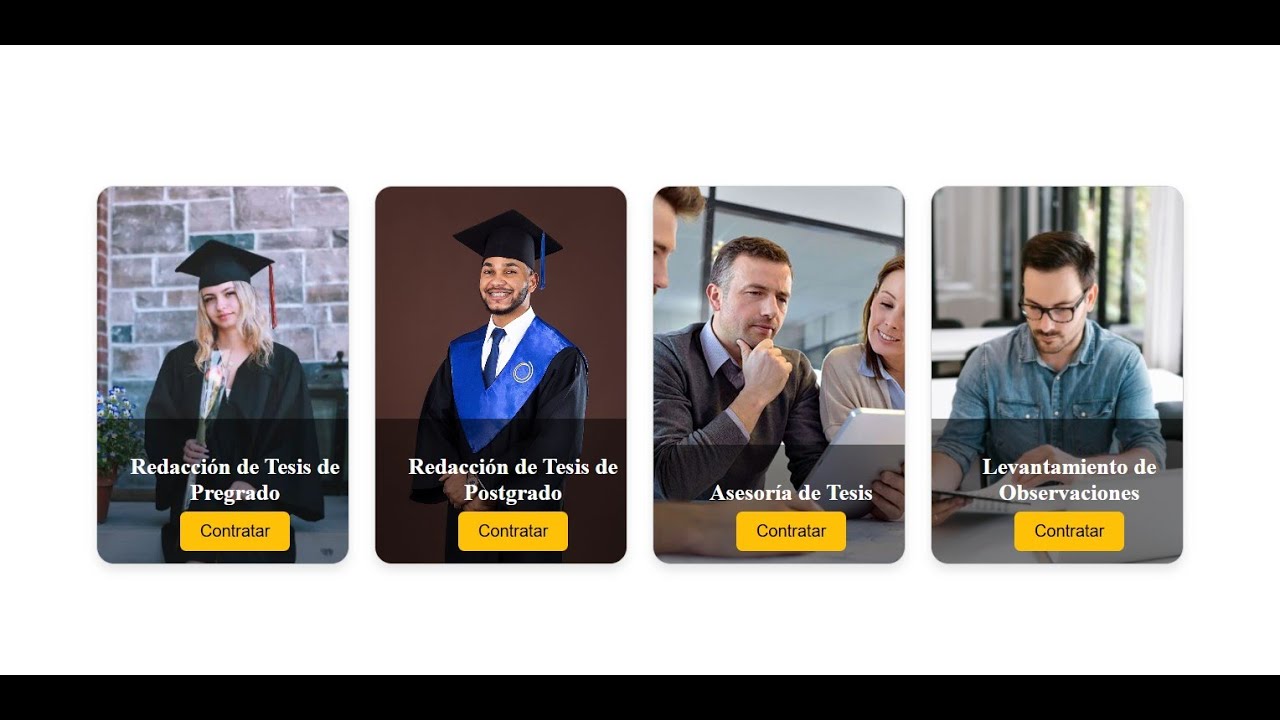 Redacción de Tesis de
Pregrado
Contratar
Redacción de Tesis de
Postgrado
Contratar
Asesoría de Tesis
Contratar
Levantamiento de
Observaciones
Contratar